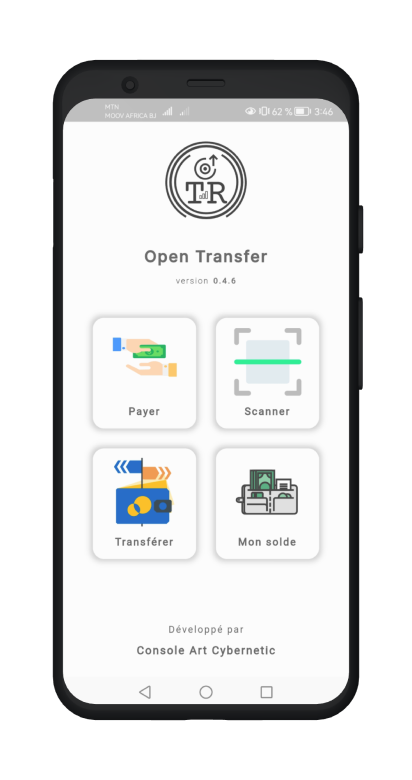 MTN
MOOV AFRICA BJ 62 % 3:46
TR
Open Transfer
version 0.4.6
Payer
Scanner
Transférer
Mon solde
Développé par
Console Art Cybernetic